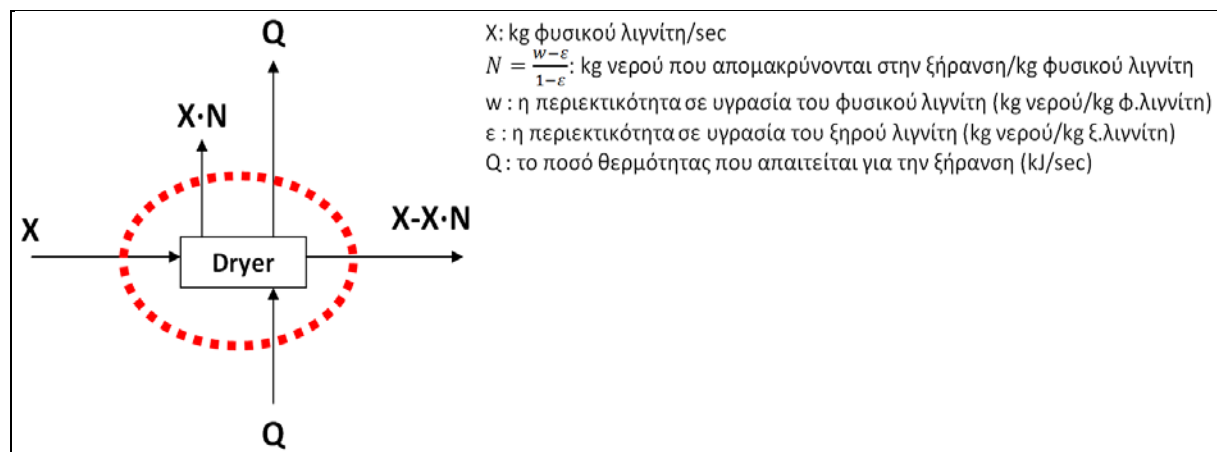 Q
X·N
X
Dryer
X-X·N
Q
X: kg φυσικού λιγνίτη/sec
N = \frac{w-ε}{1-ε}: kg νερού που απομακρύνονται στην ξήρανση/kg φυσικού λιγνίτη
w : η περιεκτικότητα σε υγρασία του φυσικού λιγνίτη (kg νερού/kg φ.λιγνίτη)
ε : η περιεκτικότητα σε υγρασία του ξηρού λιγνίτη (kg νερού/kg ξ.λιγνίτη)
Q : το ποσό θερμότητας που απαιτείται για την ξήρανση (kJ/sec)